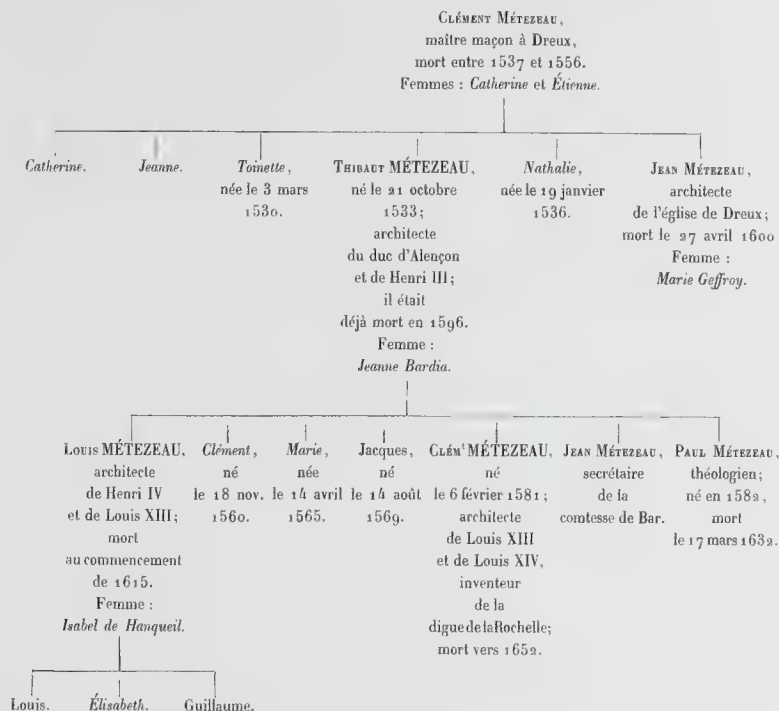 Clément Métezeau,
maître maçon à Dreux,
mort entre 1537 et 1556.
Femmes : Catherine et Étienne.
Catherine.
Jeanne.
Toinette,
née le 3 mars
1530.
Thibaut MÉTEZEAU,
né le 21 octobre
1533;
architecte
du duc d'Alençon
et de Henri III;
il était
déjà mort en 1596.
Femme :
Jeanne Bardia.
Nathalie,
née le 19 janvier
1536.
Jean Métezeau,
architecte
de l'église de Dreux;
mort le 27 avril 1600
Femme :
Marie Geffroy.
Louis MÉTEZEAU,
architecte
de Henri IV
et de Louis XIII;
mort
au commencement
de 1615.
Femme :
Isabel de Hanqueil.
Clément,
né
le 18 nov.
1560.
Marie,
née
le 14 avril
1565.
Jacques,
né
le 14 août
1569.
Clémt MÉTEZEAU,
né
le 6 février 1581;
architecte
de Louis XIII
et de Louis XIV,
inventeur
de la
digue de la Rochelle;
mort vers 1652.
Jean Métezeau,
secrétaire
de la
comtesse de Bar.
Paul Métezeau,
théologien;
né en 1582,
mort
le 17 mars 1632.
Louis.
Élisabeth.
Guillaume.